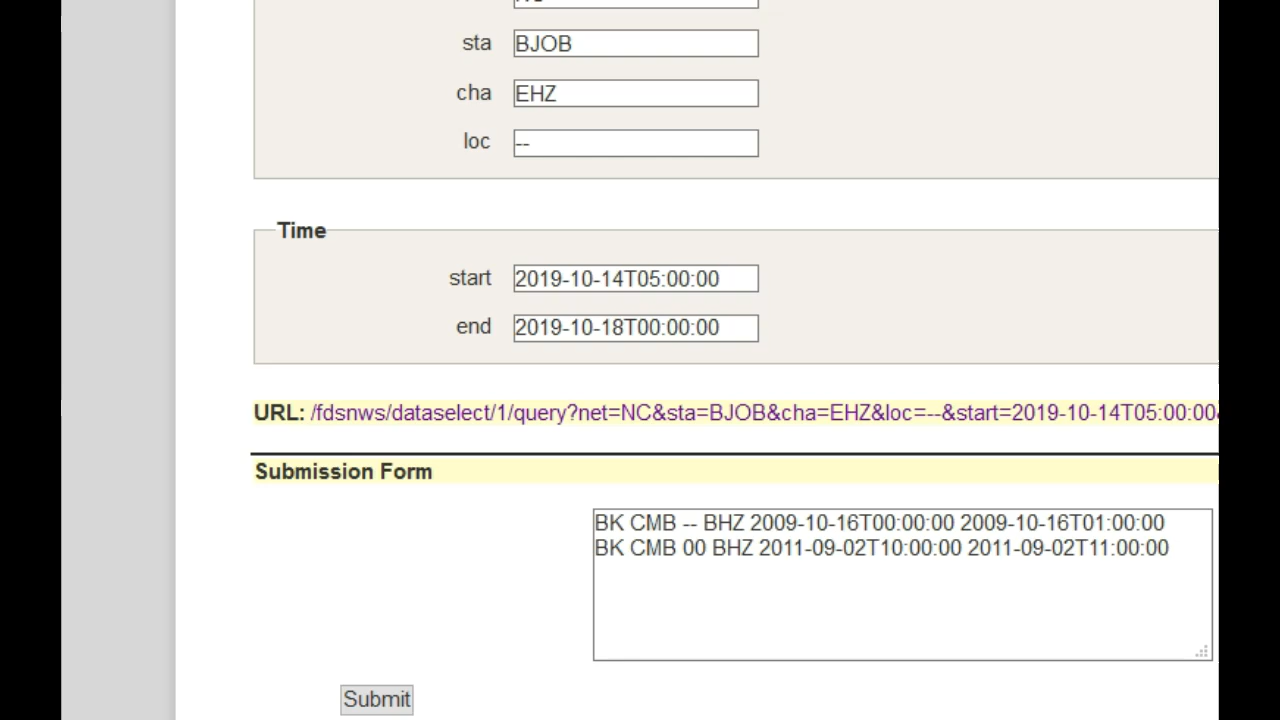 sta BJOB
cha EHZ
loc --
Time
start 2019-10-14T05:00:00
end 2019-10-18T00:00:00
URL: /fdsnws/dataselect/1/query?net=NC&sta=BJOB&cha=EHZ&loc=--&start=2019-10-14T05:00:00
Submission Form
BK CMB -- BHZ 2009-10-16T00:00:00 2009-10-16T01:00:00
BK CMB 00 BHZ 2011-09-02T10:00:00 2011-09-02T11:00:00
Submit